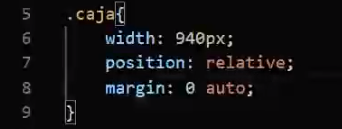 5 .caja{
6 width: 940px;
7 position: relative;
8 margin: 0 auto;
9 }